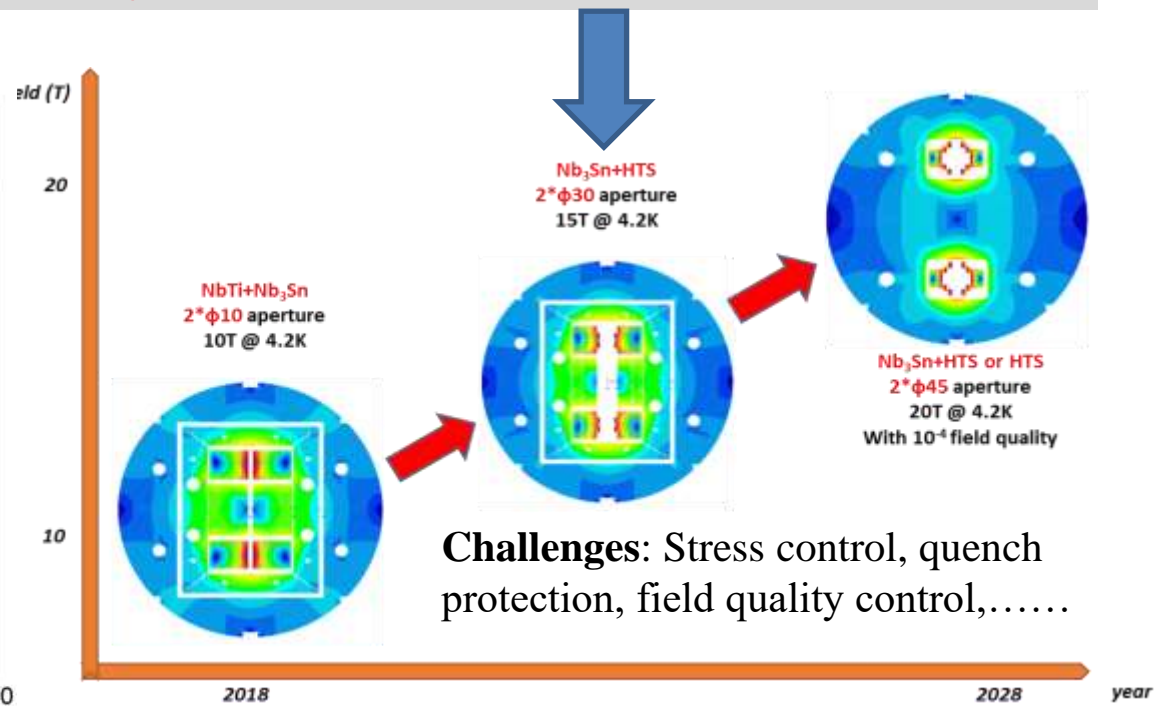 eld (T)
20
10
Nb₃Sn+HTS
2*ϕ30 aperture
15T @ 4.2K
NbTi+Nb₃Sn
2*ϕ10 aperture
10T @ 4.2K
Nb₃Sn+HTS or HTS
2*ϕ45 aperture
20T @ 4.2K
With 10⁻⁴ field quality
Challenges: Stress control, quench
protection, field quality control,......
0
2018
2028
year